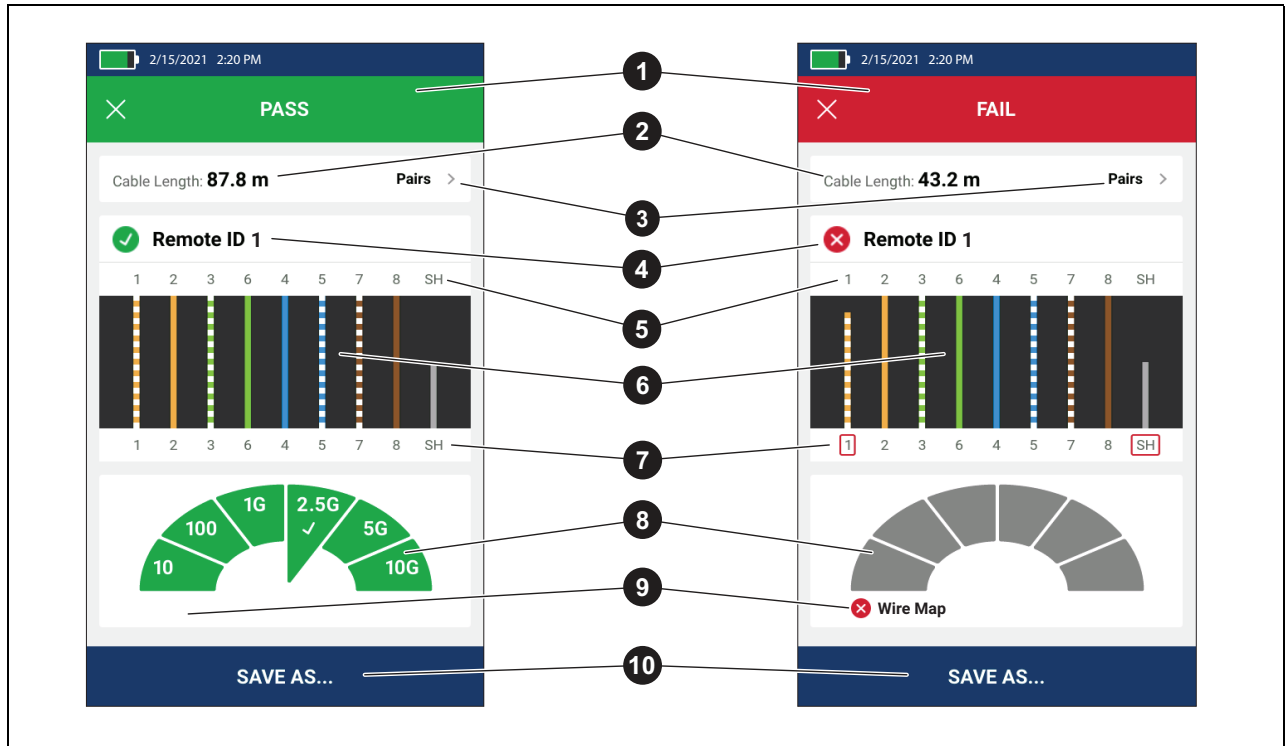 2/15/2021 2:20 PM
PASS
Cable Length: 87.8 m Pairs >
Remote ID 1
1 2 3 6 4 5 7 8 SH
1 2 3 6 4 5 7 8 SH
10 100 1G 2.5G 5G 10G
SAVE AS...
1
2
3
4
5
6
7
8
9
10
2/15/2021 2:20 PM
FAIL
Cable Length: 43.2 m Pairs >
Remote ID 1
1 2 3 6 4 5 7 8 SH
1 2 3 6 4 5 7 8 SH
Wire Map
SAVE AS...